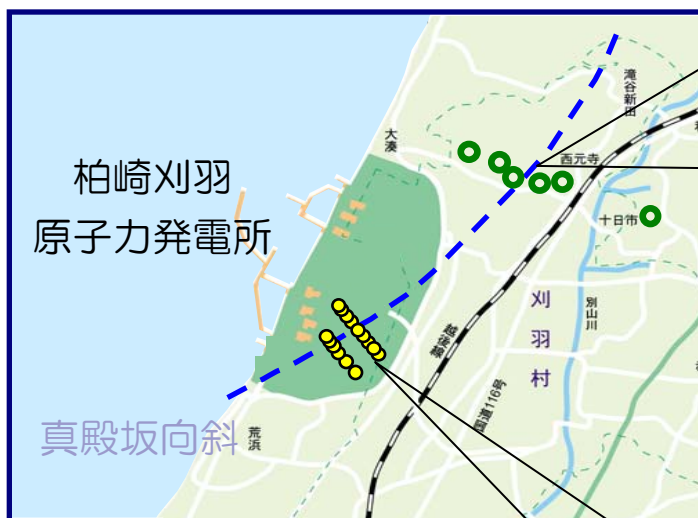 柏崎刈羽
原子力発電所
真殿坂向斜
大湊
荒浜
滝谷新田
西元寺
十日市
刈羽村
別山川
越後線
国道116号